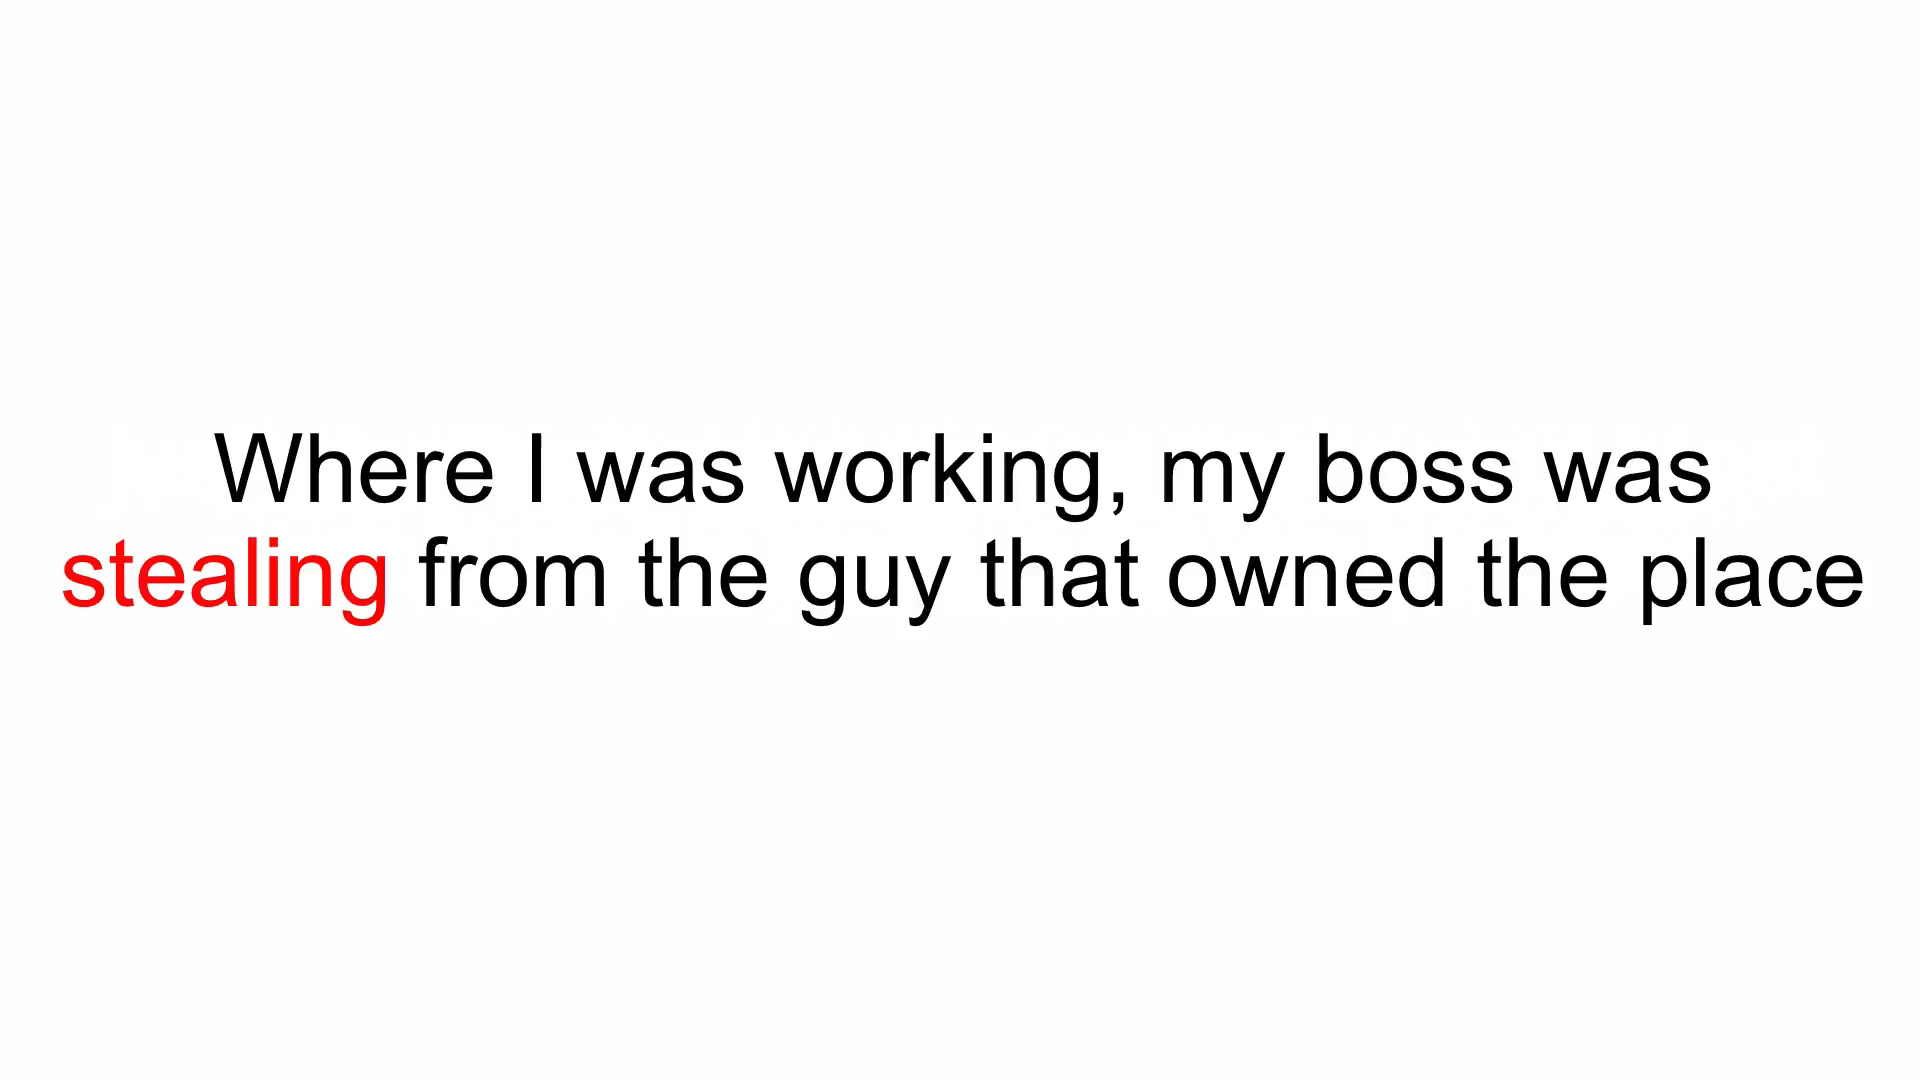 Where I was working, my boss was
stealing from the guy that owned the place